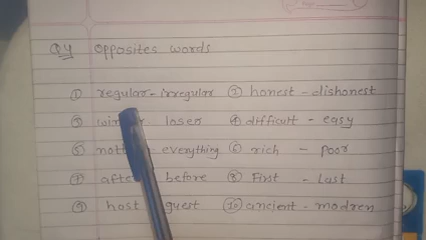 Q4 Opposites words
① regular - irregular ② honest - dishonest
③ loser ④ difficult - easy
⑤ everything ⑥ rich - poor
⑦ before ⑧ First - Last
⑨ host guest ⑩ ancient - modren